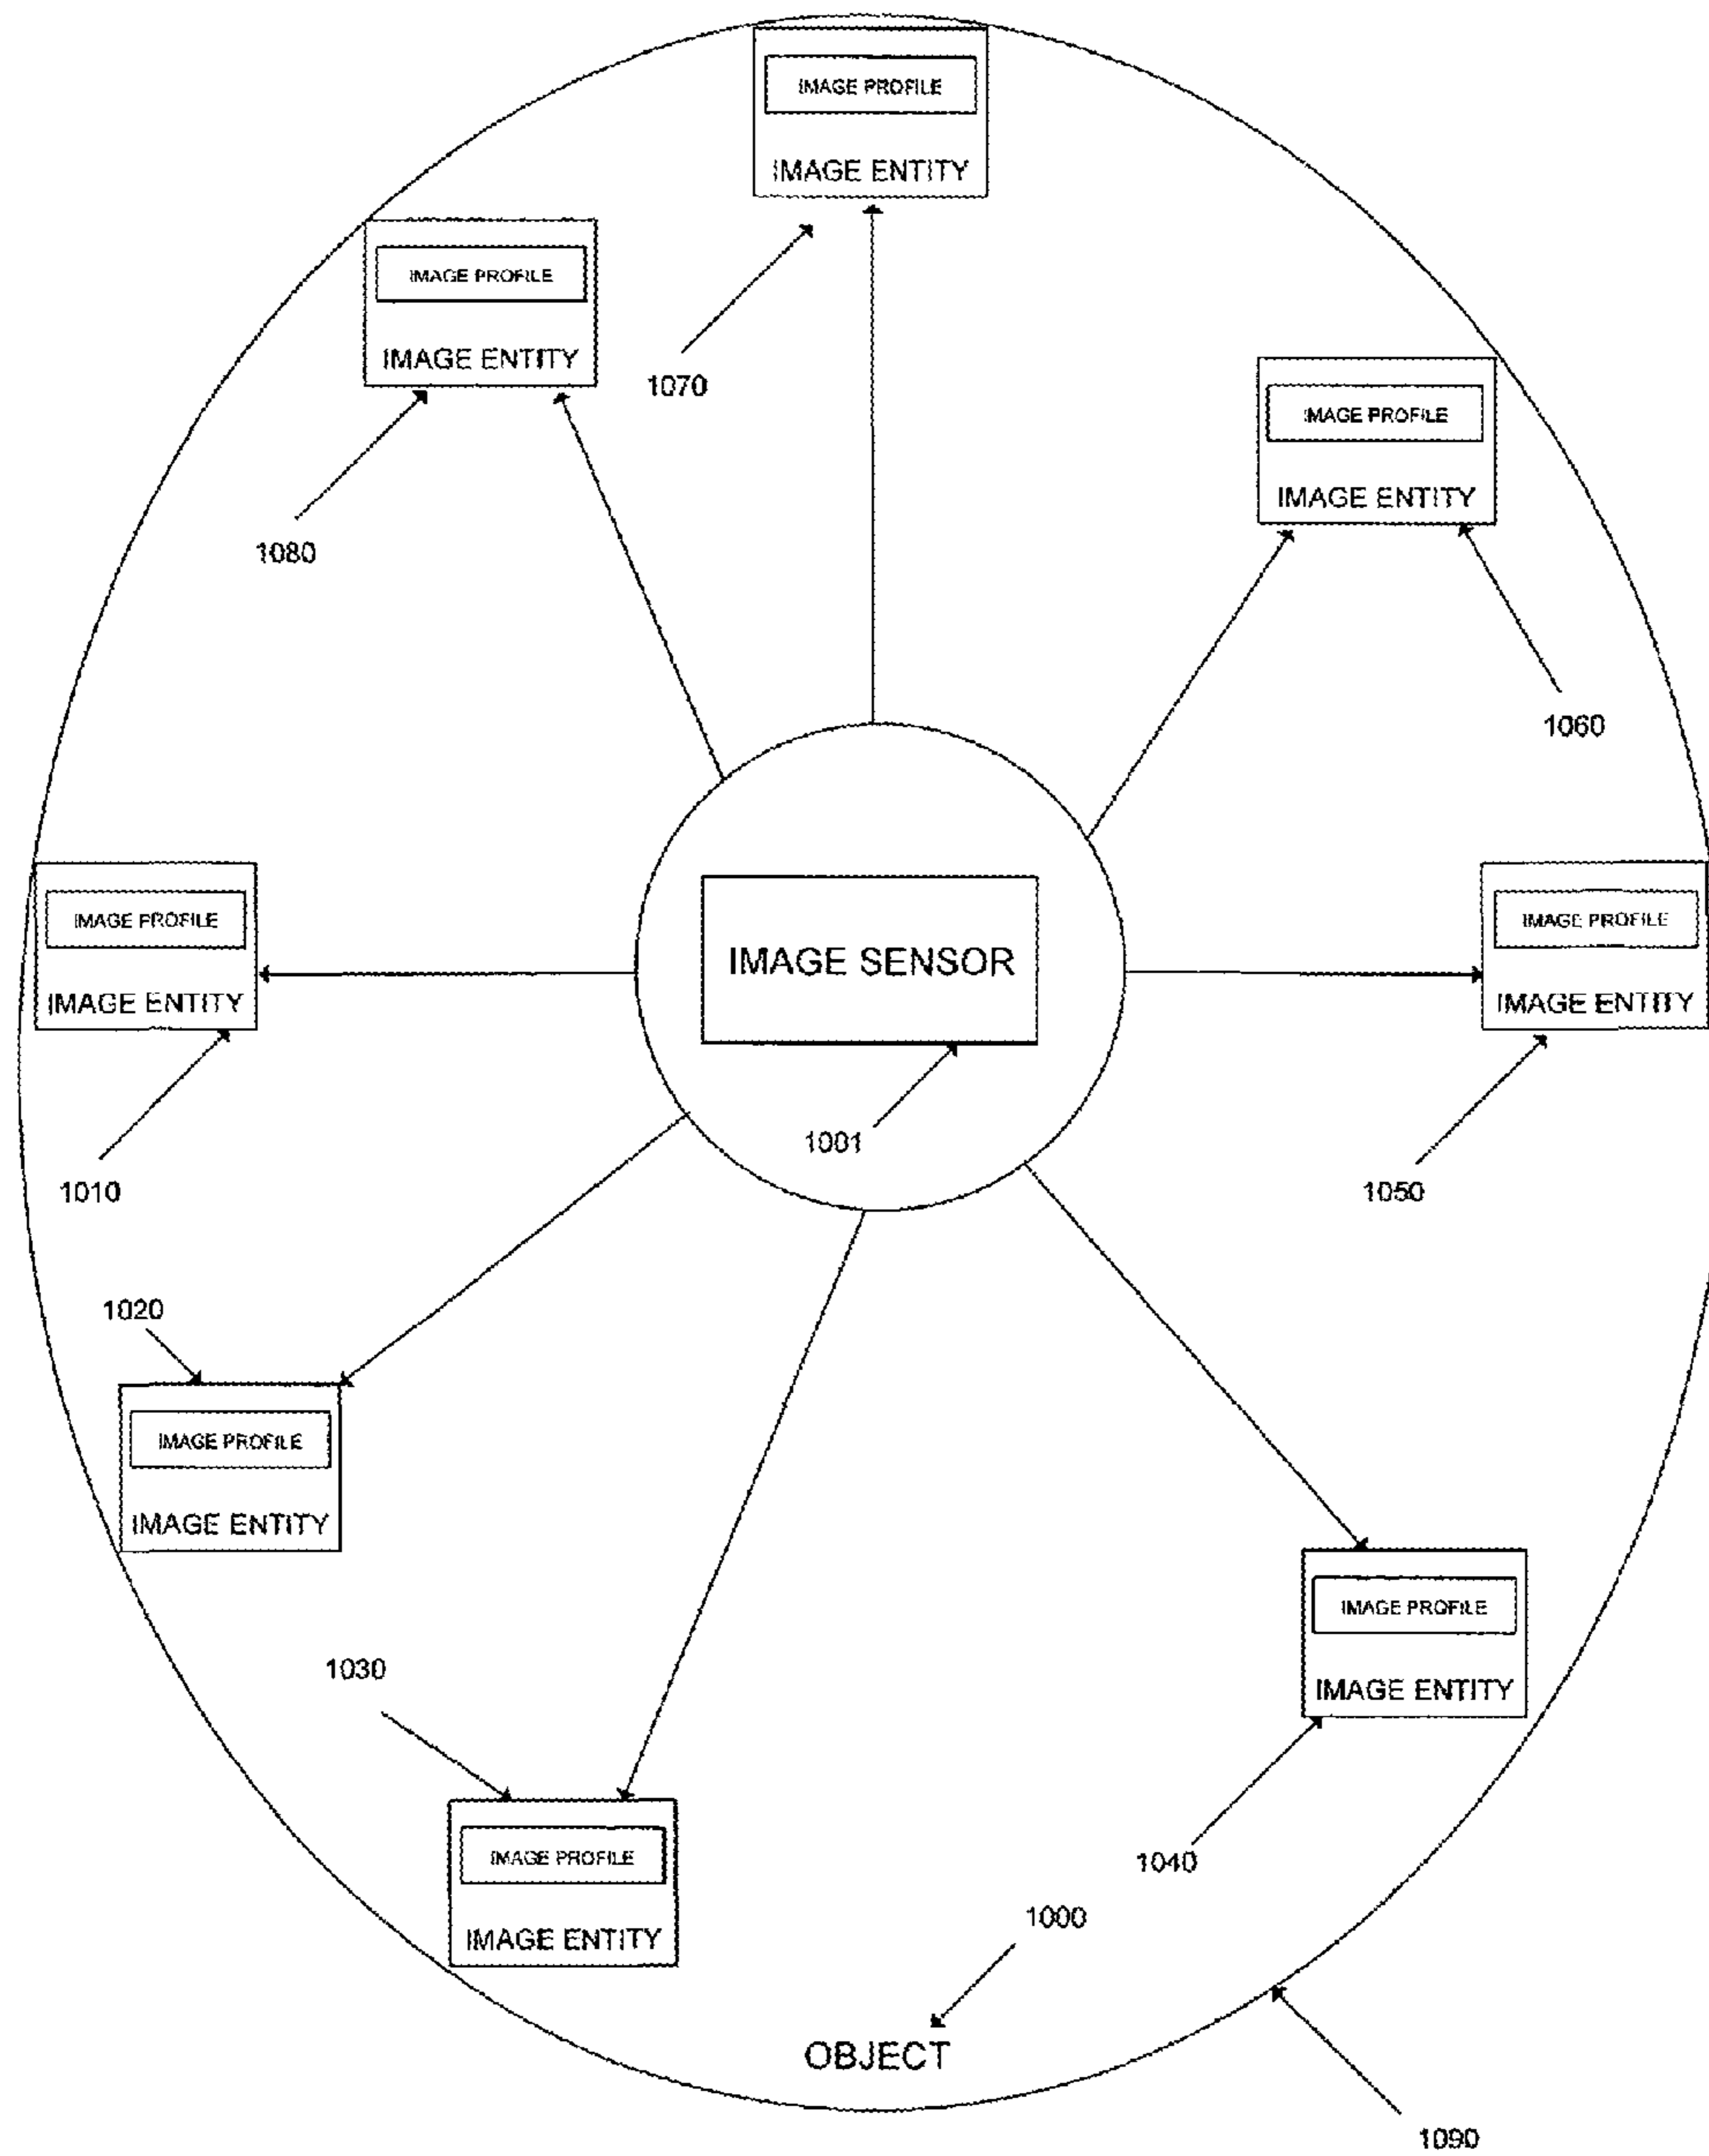 IMAGE PROFILE
IMAGE ENTITY
IMAGE PROFILE
IMAGE ENTITY
1070
IMAGE PROFILE
IMAGE ENTITY
1080
1060
IMAGE PROFILE
IMAGE ENTITY
IMAGE SENSOR
IMAGE PROFILE
IMAGE ENTITY
1001
1010
1050
1020
IMAGE PROFILE
IMAGE ENTITY
IMAGE PROFILE
IMAGE ENTITY
1030
IMAGE PROFILE
IMAGE ENTITY
1040
1000
OBJECT
1090